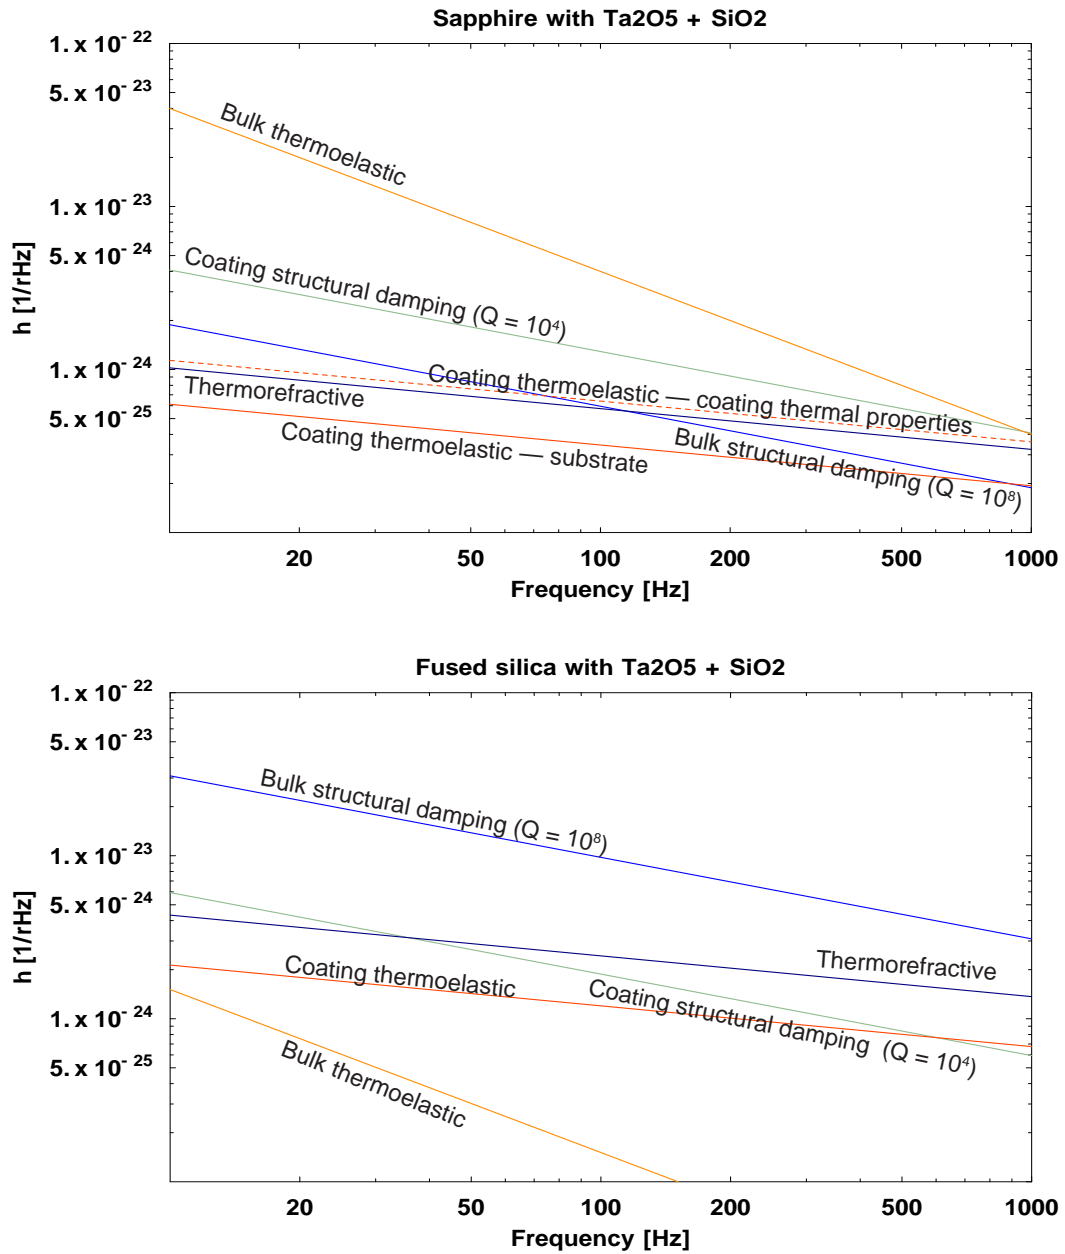 Sapphire with Ta2O5 + SiO2
1. x 10^-22
5. x 10^-23
1. x 10^-23
5. x 10^-24
1. x 10^-24
5. x 10^-25
h [1/rHz]
Bulk thermoelastic
Coating structural damping (Q = 10⁴)
Coating thermoelastic — coating thermal properties
Thermorefractive
Bulk structural damping (Q = 10⁸)
Coating thermoelastic — substrate
20 50 100 200 500 1000
Frequency [Hz]
Fused silica with Ta2O5 + SiO2
1. x 10^-22
5. x 10^-23
1. x 10^-23
5. x 10^-24
1. x 10^-24
5. x 10^-25
h [1/rHz]
Bulk structural damping (Q = 10⁸)
Thermorefractive
Coating thermoelastic
Coating structural damping (Q = 10⁴)
Bulk thermoelastic
20 50 100 200 500 1000
Frequency [Hz]